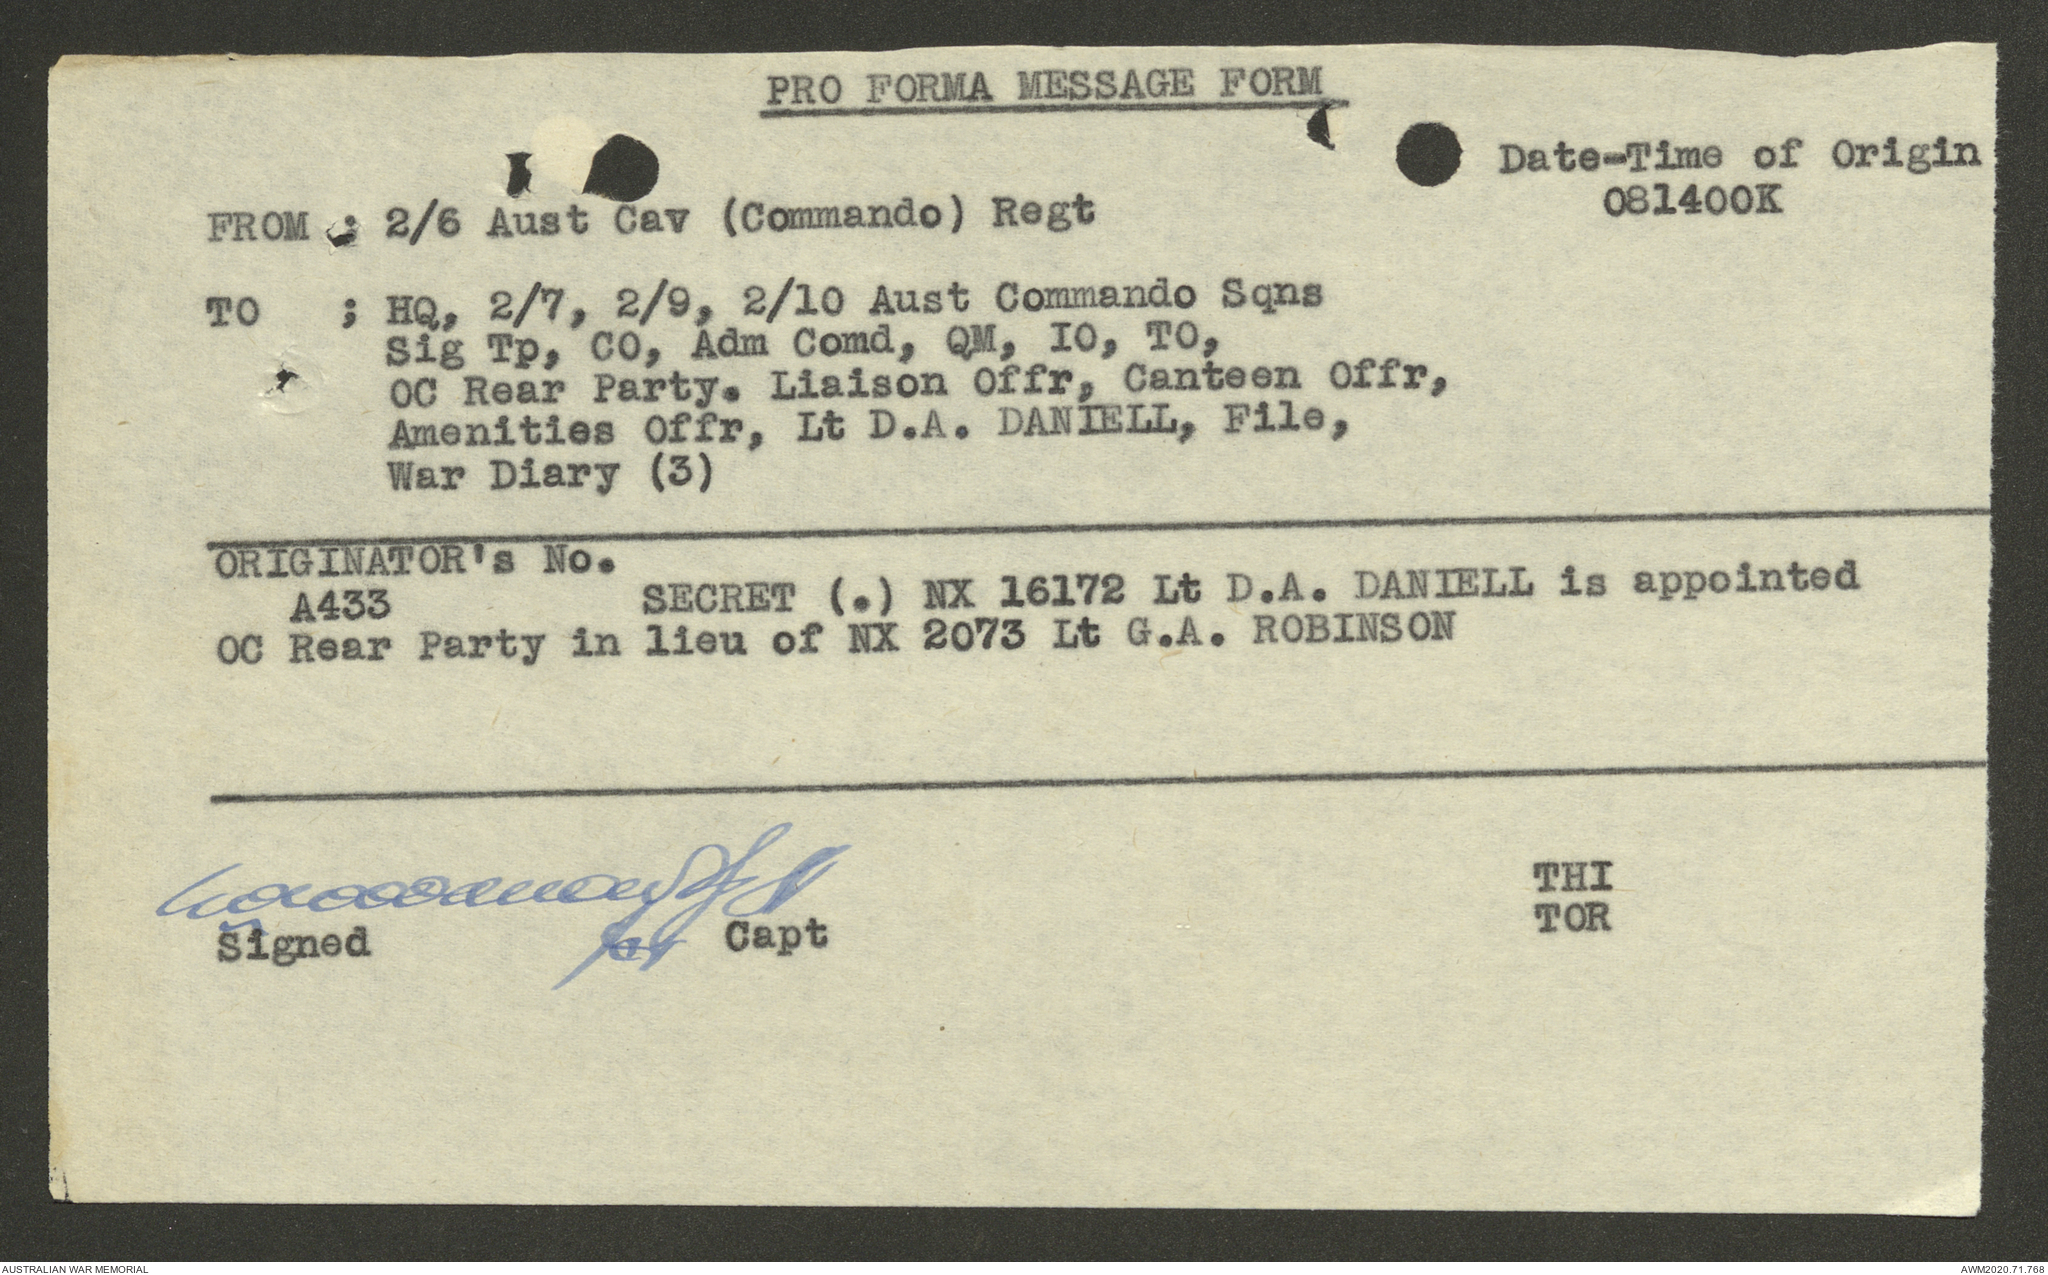 PRO FORMA MESSAGE FORM
Date-Time of Origin
081400K
FROM : 2/6 Aust Cav (Commando) Regt
TO ; HQ, 2/7, 2/9, 2/10 Aust Commando Sqns
Sig Tp, CO, Adm Comd, QM, IO, TO,
OC Rear Party. Liaison Offr, Canteen Offr,
Amenities Offr, Lt D.A. DANIELL, File,
War Diary (3)
ORIGINATOR's No.
A433 SECRET (.) NX 16172 Lt D.A. DANIELL is appointed
OC Rear Party in lieu of NX 2073 Lt G.A. ROBINSON
THI
TOR
Signed for Capt
AUSTRALIAN WAR MEMORIAL
AWM2020.71.768